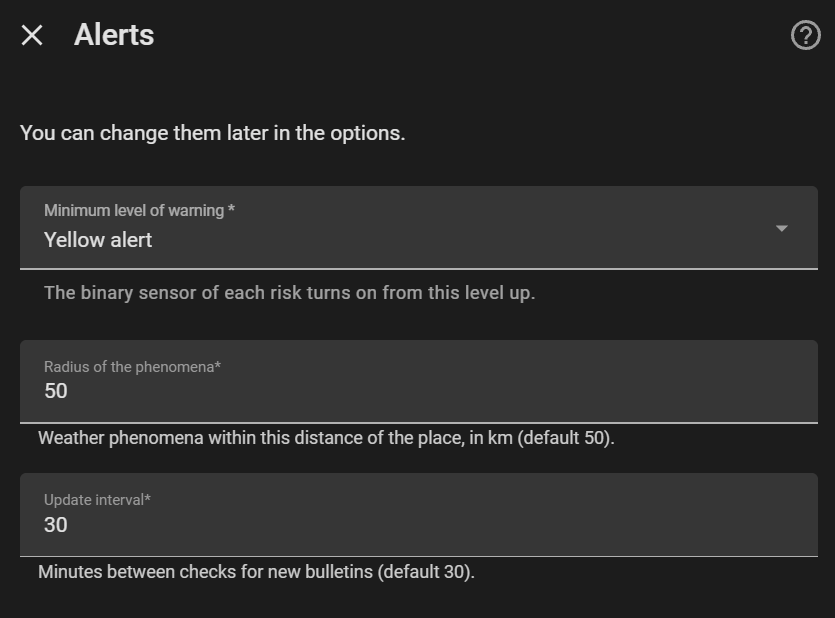 Alerts
You can change them later in the options.
Minimum level of warning *
Yellow alert
The binary sensor of each risk turns on from this level up.
Radius of the phenomena*
50
Weather phenomena within this distance of the place, in km (default 50).
Update interval*
30
Minutes between checks for new bulletins (default 30).